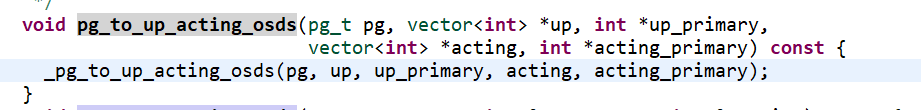 */
void pg_to_up_acting_osds(pg_t pg, vector<int> *up, int *up_primary,
vector<int> *acting, int *acting_primary) const {
_pg_to_up_acting_osds(pg, up, up_primary, acting, acting_primary);
}